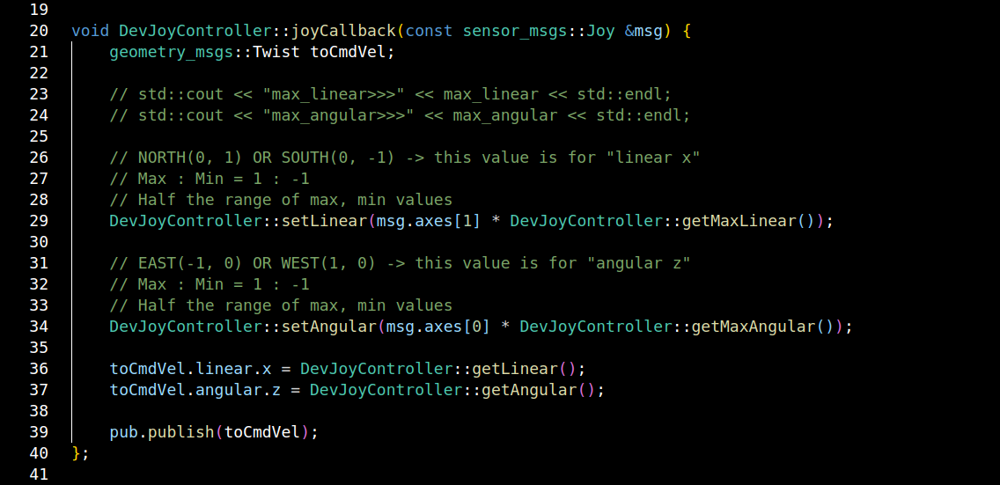 19
20 void DevJoyController::joyCallback(const sensor_msgs::Joy &msg) {
21     geometry_msgs::Twist toCmdVel;
22
23     // std::cout << "max_linear>>>" << max_linear << std::endl;
24     // std::cout << "max_angular>>>" << max_angular << std::endl;
25
26     // NORTH(0, 1) OR SOUTH(0, -1) -> this value is for "linear x"
27     // Max : Min = 1 : -1
28     // Half the range of max, min values
29     DevJoyController::setLinear(msg.axes[1] * DevJoyController::getMaxLinear());
30
31     // EAST(-1, 0) OR WEST(1, 0) -> this value is for "angular z"
32     // Max : Min = 1 : -1
33     // Half the range of max, min values
34     DevJoyController::setAngular(msg.axes[0] * DevJoyController::getMaxAngular());
35
36     toCmdVel.linear.x = DevJoyController::getLinear();
37     toCmdVel.angular.z = DevJoyController::getAngular();
38
39     pub.publish(toCmdVel);
40 };
41